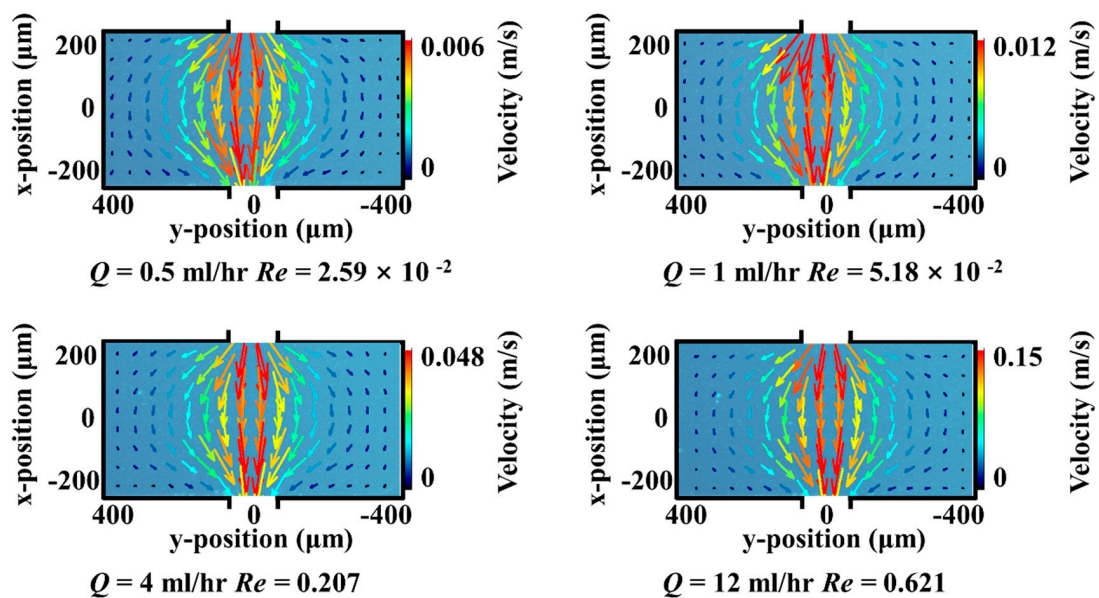 x-position (μm)
200
0
-200
400
0
-400
y-position (μm)
0.006
0
Velocity (m/s)
Q = 0.5 ml/hr Re = 2.59 × 10 -2
x-position (μm)
200
0
-200
400
0
-400
y-position (μm)
0.012
0
Velocity (m/s)
Q = 1 ml/hr Re = 5.18 × 10 -2
x-position (μm)
200
0
-200
400
0
-400
y-position (μm)
0.048
0
Velocity (m/s)
Q = 4 ml/hr Re = 0.207
x-position (μm)
200
0
-200
400
0
-400
y-position (μm)
0.15
0
Velocity (m/s)
Q = 12 ml/hr Re = 0.621